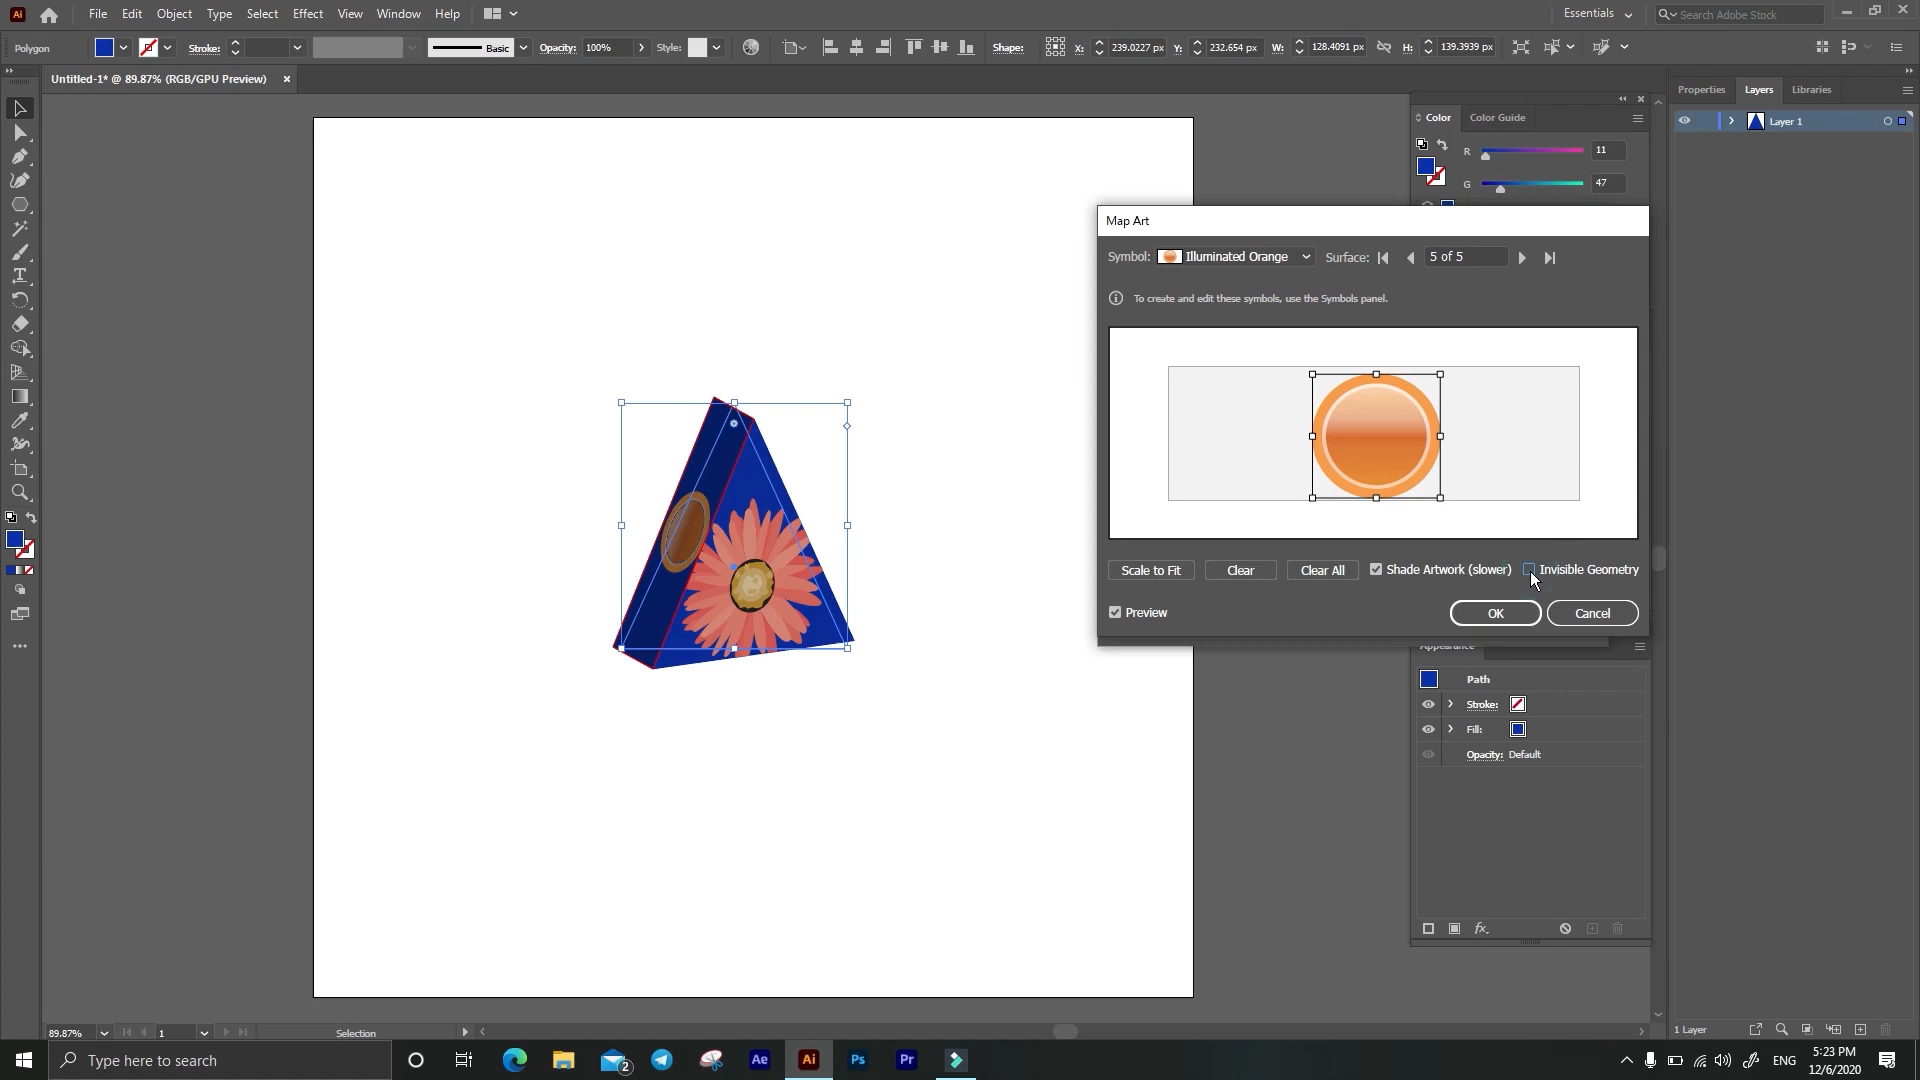 Ai File Edit Object Type Select Effect View Window Help Essentials Search Adobe Stock
Polygon Stroke: Basic Opacity: 100% Style: Shape: X: 239.0227 px Y: 232.654 px W: 128.4091 px H: 139.3939 px
Untitled-1* @ 89.87% (RGB/GPU Preview)
Properties Layers Libraries
Color Color Guide
Layer 1
R 11
G 47
Map Art
Symbol: Illuminated Orange Surface: 5 of 5
To create and edit these symbols, use the Symbols panel.
Scale to Fit Clear Clear All Shade Artwork (slower) Invisible Geometry
Preview OK Cancel
Appearance
Path
Stroke:
Fill:
Opacity: Default
fx.
89.87% 1 Selection 1 Layer
Type here to search 2 Ae Ai Ps Pr ENG 5:23 PM
12/6/2020